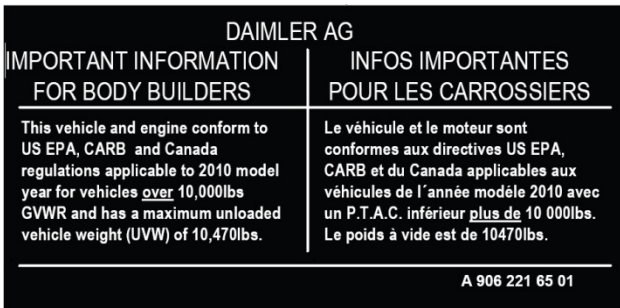 DAIMLER AG
IMPORTANT INFORMATION
FOR BODY BUILDERS
This vehicle and engine conform to
US EPA, CARB and Canada
regulations applicable to 2010 model
year for vehicles over 10,000lbs
GVWR and has a maximum unloaded
vehicle weight (UVW) of 10,470lbs.
INFOS IMPORTANTES
POUR LES CARROSSIERS
Le véhicule et le moteur sont
conformes aux directives US EPA,
CARB et du Canada applicables aux
véhicules de l´année modéle 2010 avec
un P.T.A.C. inférieur plus de 10 000lbs.
Le poids à vide est de 10470lbs.
A 906 221 65 01